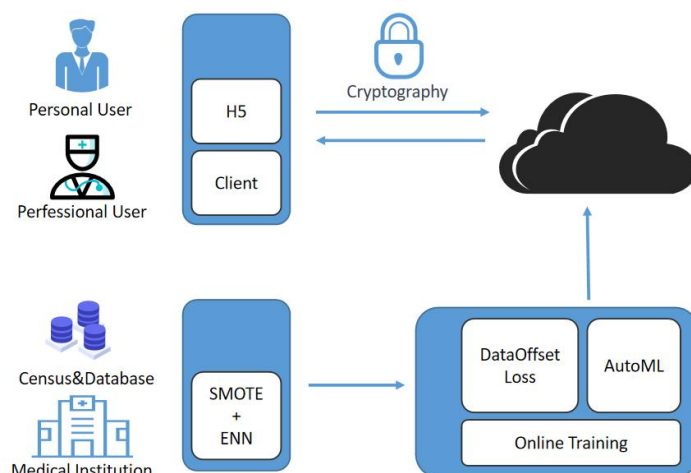 Personal User
Perfessional User
H5
Client
Cryptography
Census&Database
Medical Institution
SMOTE
+
ENN
DataOffset
Loss
AutoML
Online Training